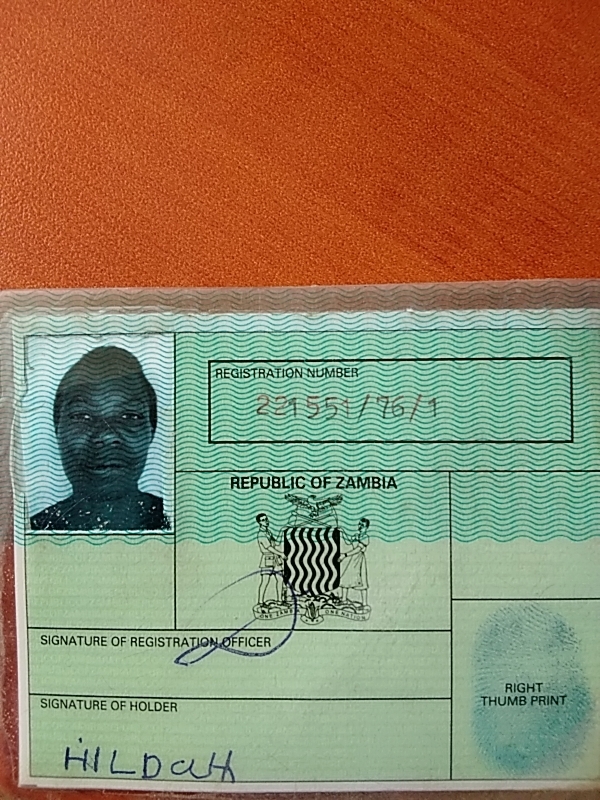 REGISTRATION NUMBER
221551/76/1
REPUBLIC OF ZAMBIA
ONE ZAMBIA ONE NATION
SIGNATURE OF REGISTRATION OFFICER
SIGNATURE OF HOLDER
HILDAH
RIGHT
THUMB PRINT